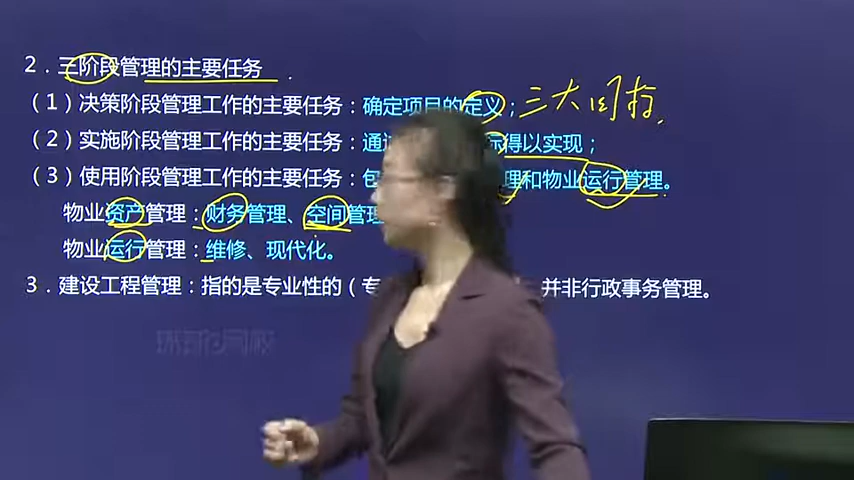 2．三阶段管理的主要任务
（1）决策阶段管理工作的主要任务：确定项目的定义； 三大
（2）实施阶段管理工作的主要任务：通 标得以实现；
（3）使用阶段管理工作的主要任务：包 理和物业运行管理。
物业资产管理：财务管理、空间管理
物业运行管理：维修、现代化。
3．建设工程管理：指的是专业性的（专 并非行政事务管理。
环球网校